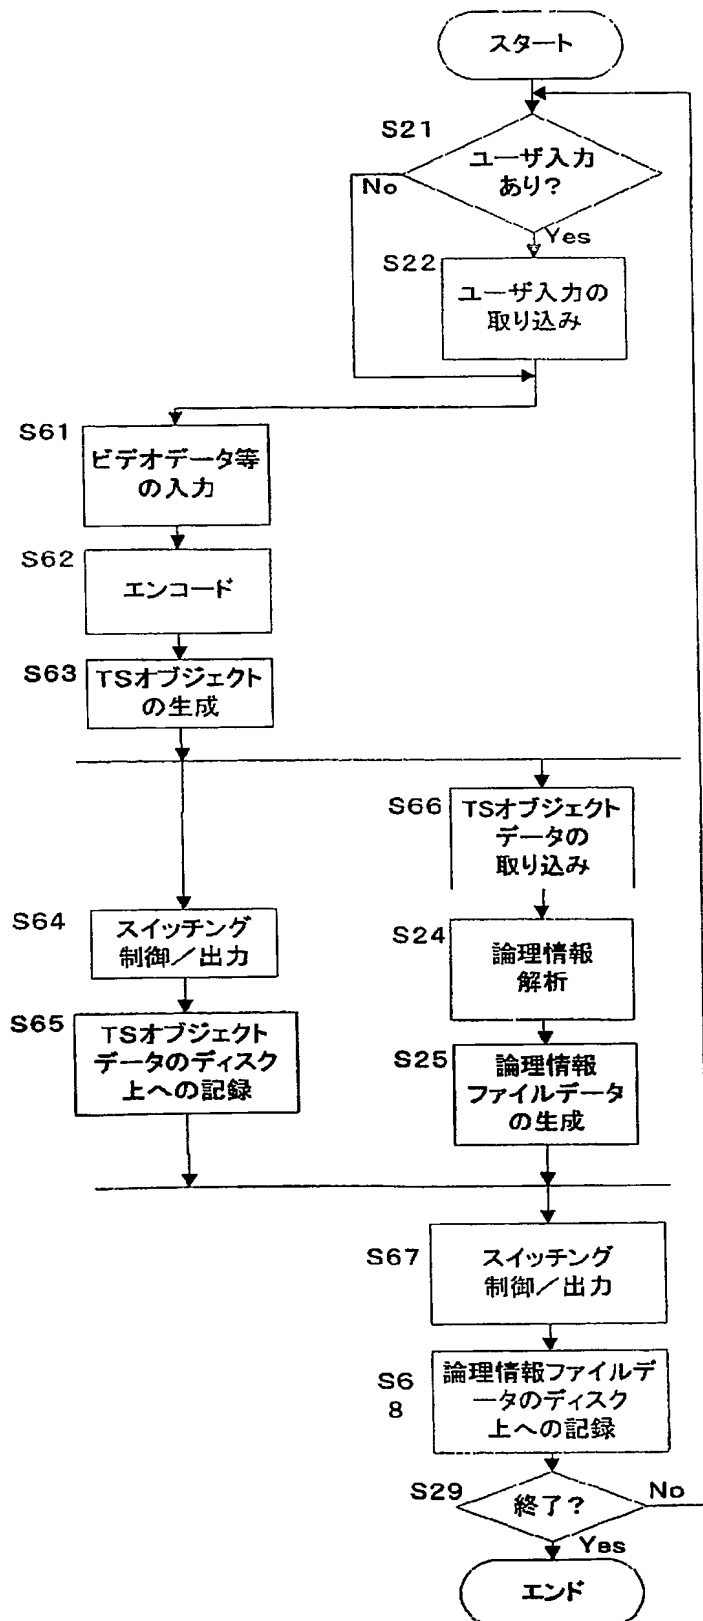 スタート
S21
ユーザ入力
あり?
No
Yes
S22
ユーザ入力の
取り込み
S61
ビデオデータ等
の入力
S62
エンコード
S63
TSオブジェクト
の生成
S66
TSオブジェクト
データの
取り込み
S64
スイッチング
制御/出力
S24
論理情報
解析
S65
TSオブジェクト
データのディスク
上への記録
S25
論理情報
ファイルデータ
の生成
S67
スイッチング
制御/出力
S6
8
論理情報ファイルデ
ータのディスク
上への記録
S29
終了?
No
Yes
エンド